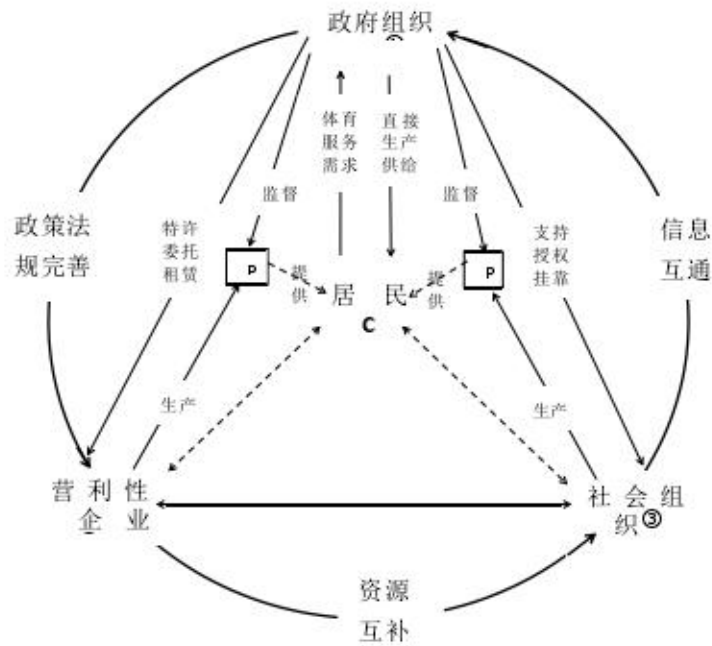 政府组织
体育
服务
需求
直接
生产
供给
监督
监督
政策法
规完善
特许
委托
租赁
支持
授权
挂靠
信息
互通
P
提
供
居 民
提
供
P
C
生产
生产
营利性
企业
社会组
织③
资源
互补